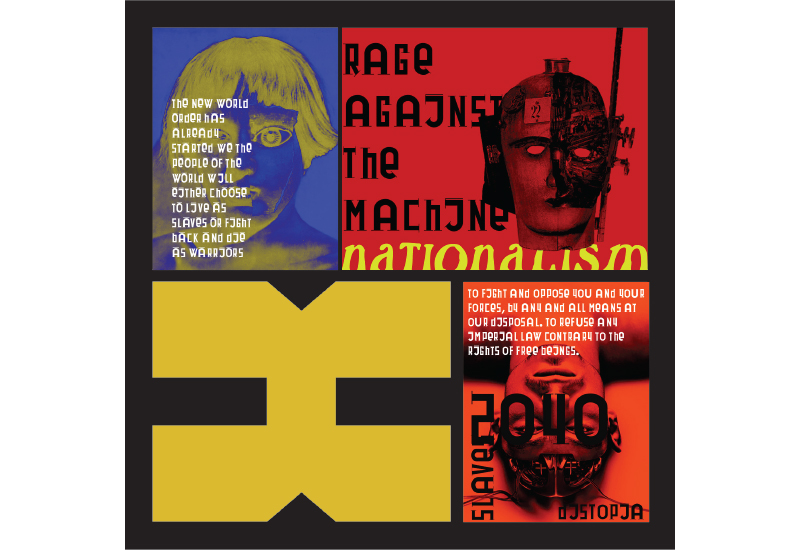 The NEW WORLD
ORDER hAS
ALREAdY
STARTEd WE The
PEOPLE OF The
WORLd WILL
EITHER ChOOSE
TO LIVE AS
SLAVES OR FIGhT
bACK ANd dIE
AS WARRIORS
RAGE
AGAINST
The
MAChINE
nATIONALISM
TO FIGhT ANd OPPOSE YOU ANd YOUR
FORCES, bY ANY ANd ALL MEANS AT
OUR dISPOSAL. TO REFUSE ANY
IMPERIAL LAW CONTRARY TO The
RIGhTS OF FREE bEINGS.
2040
SLAVE
dISTOPIA